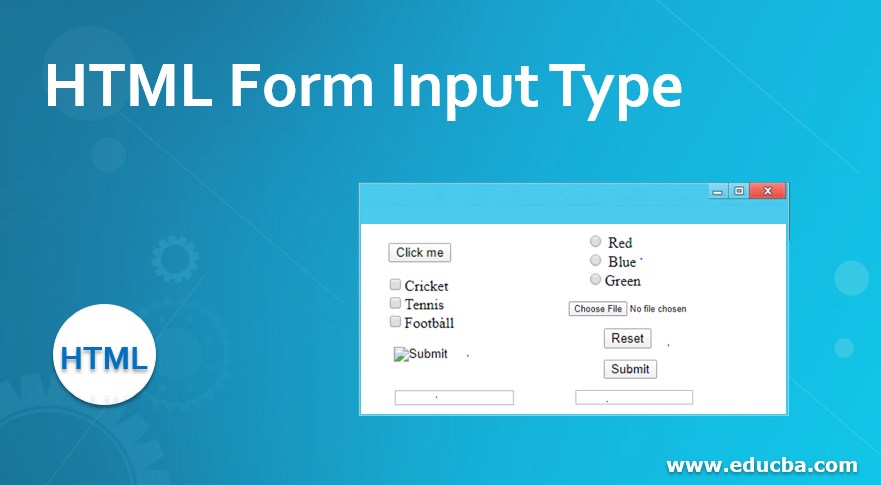 HTML Form Input Type
Click me
Cricket
Tennis
Football
Submit
Red
Blue
Green
Choose File No file chosen
Reset
Submit
HTML
www.educba.com